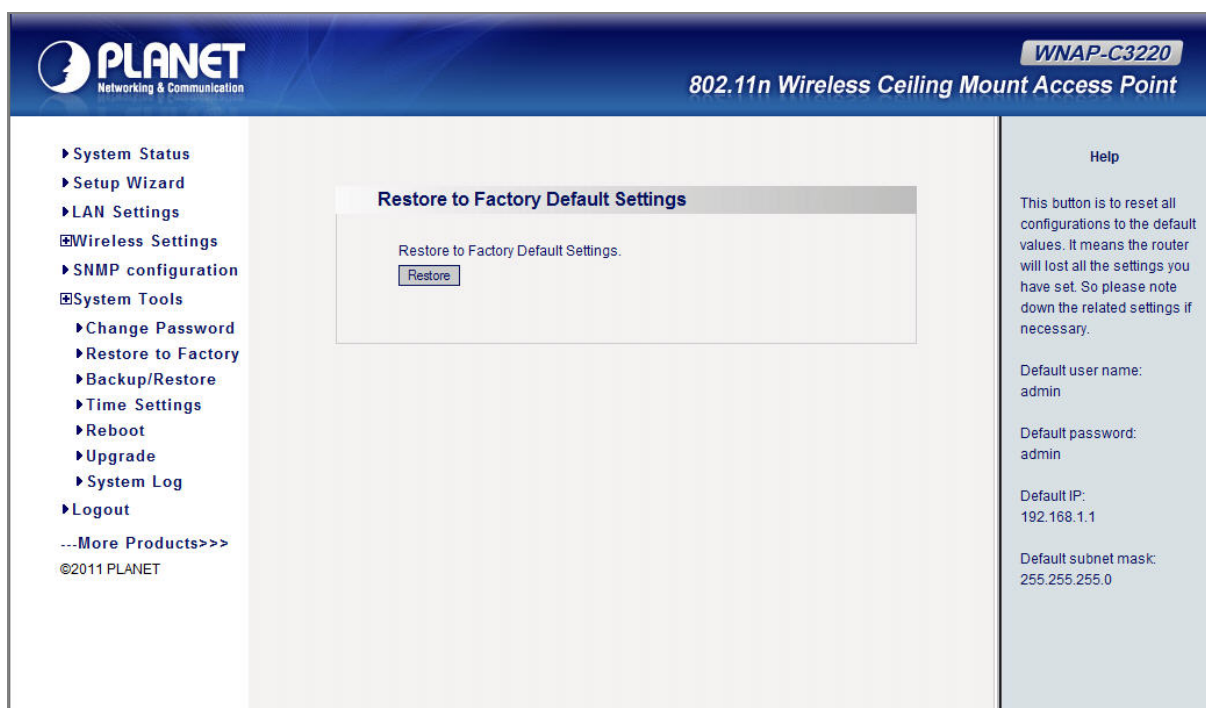 PLANET
Networking & Communication
WNAP-C3220
802.11n Wireless Ceiling Mount Access Point
System Status
Setup Wizard
LAN Settings
Wireless Settings
SNMP configuration
System Tools
Change Password
Restore to Factory
Backup/Restore
Time Settings
Reboot
Upgrade
System Log
Logout
---More Products>>>
©2011 PLANET
Restore to Factory Default Settings
Restore to Factory Default Settings.
Restore
Help
This button is to reset all
configurations to the default
values. It means the router
will lost all the settings you
have set. So please note
down the related settings if
necessary.
Default user name:
admin
Default password:
admin
Default IP:
192.168.1.1
Default subnet mask:
255.255.255.0